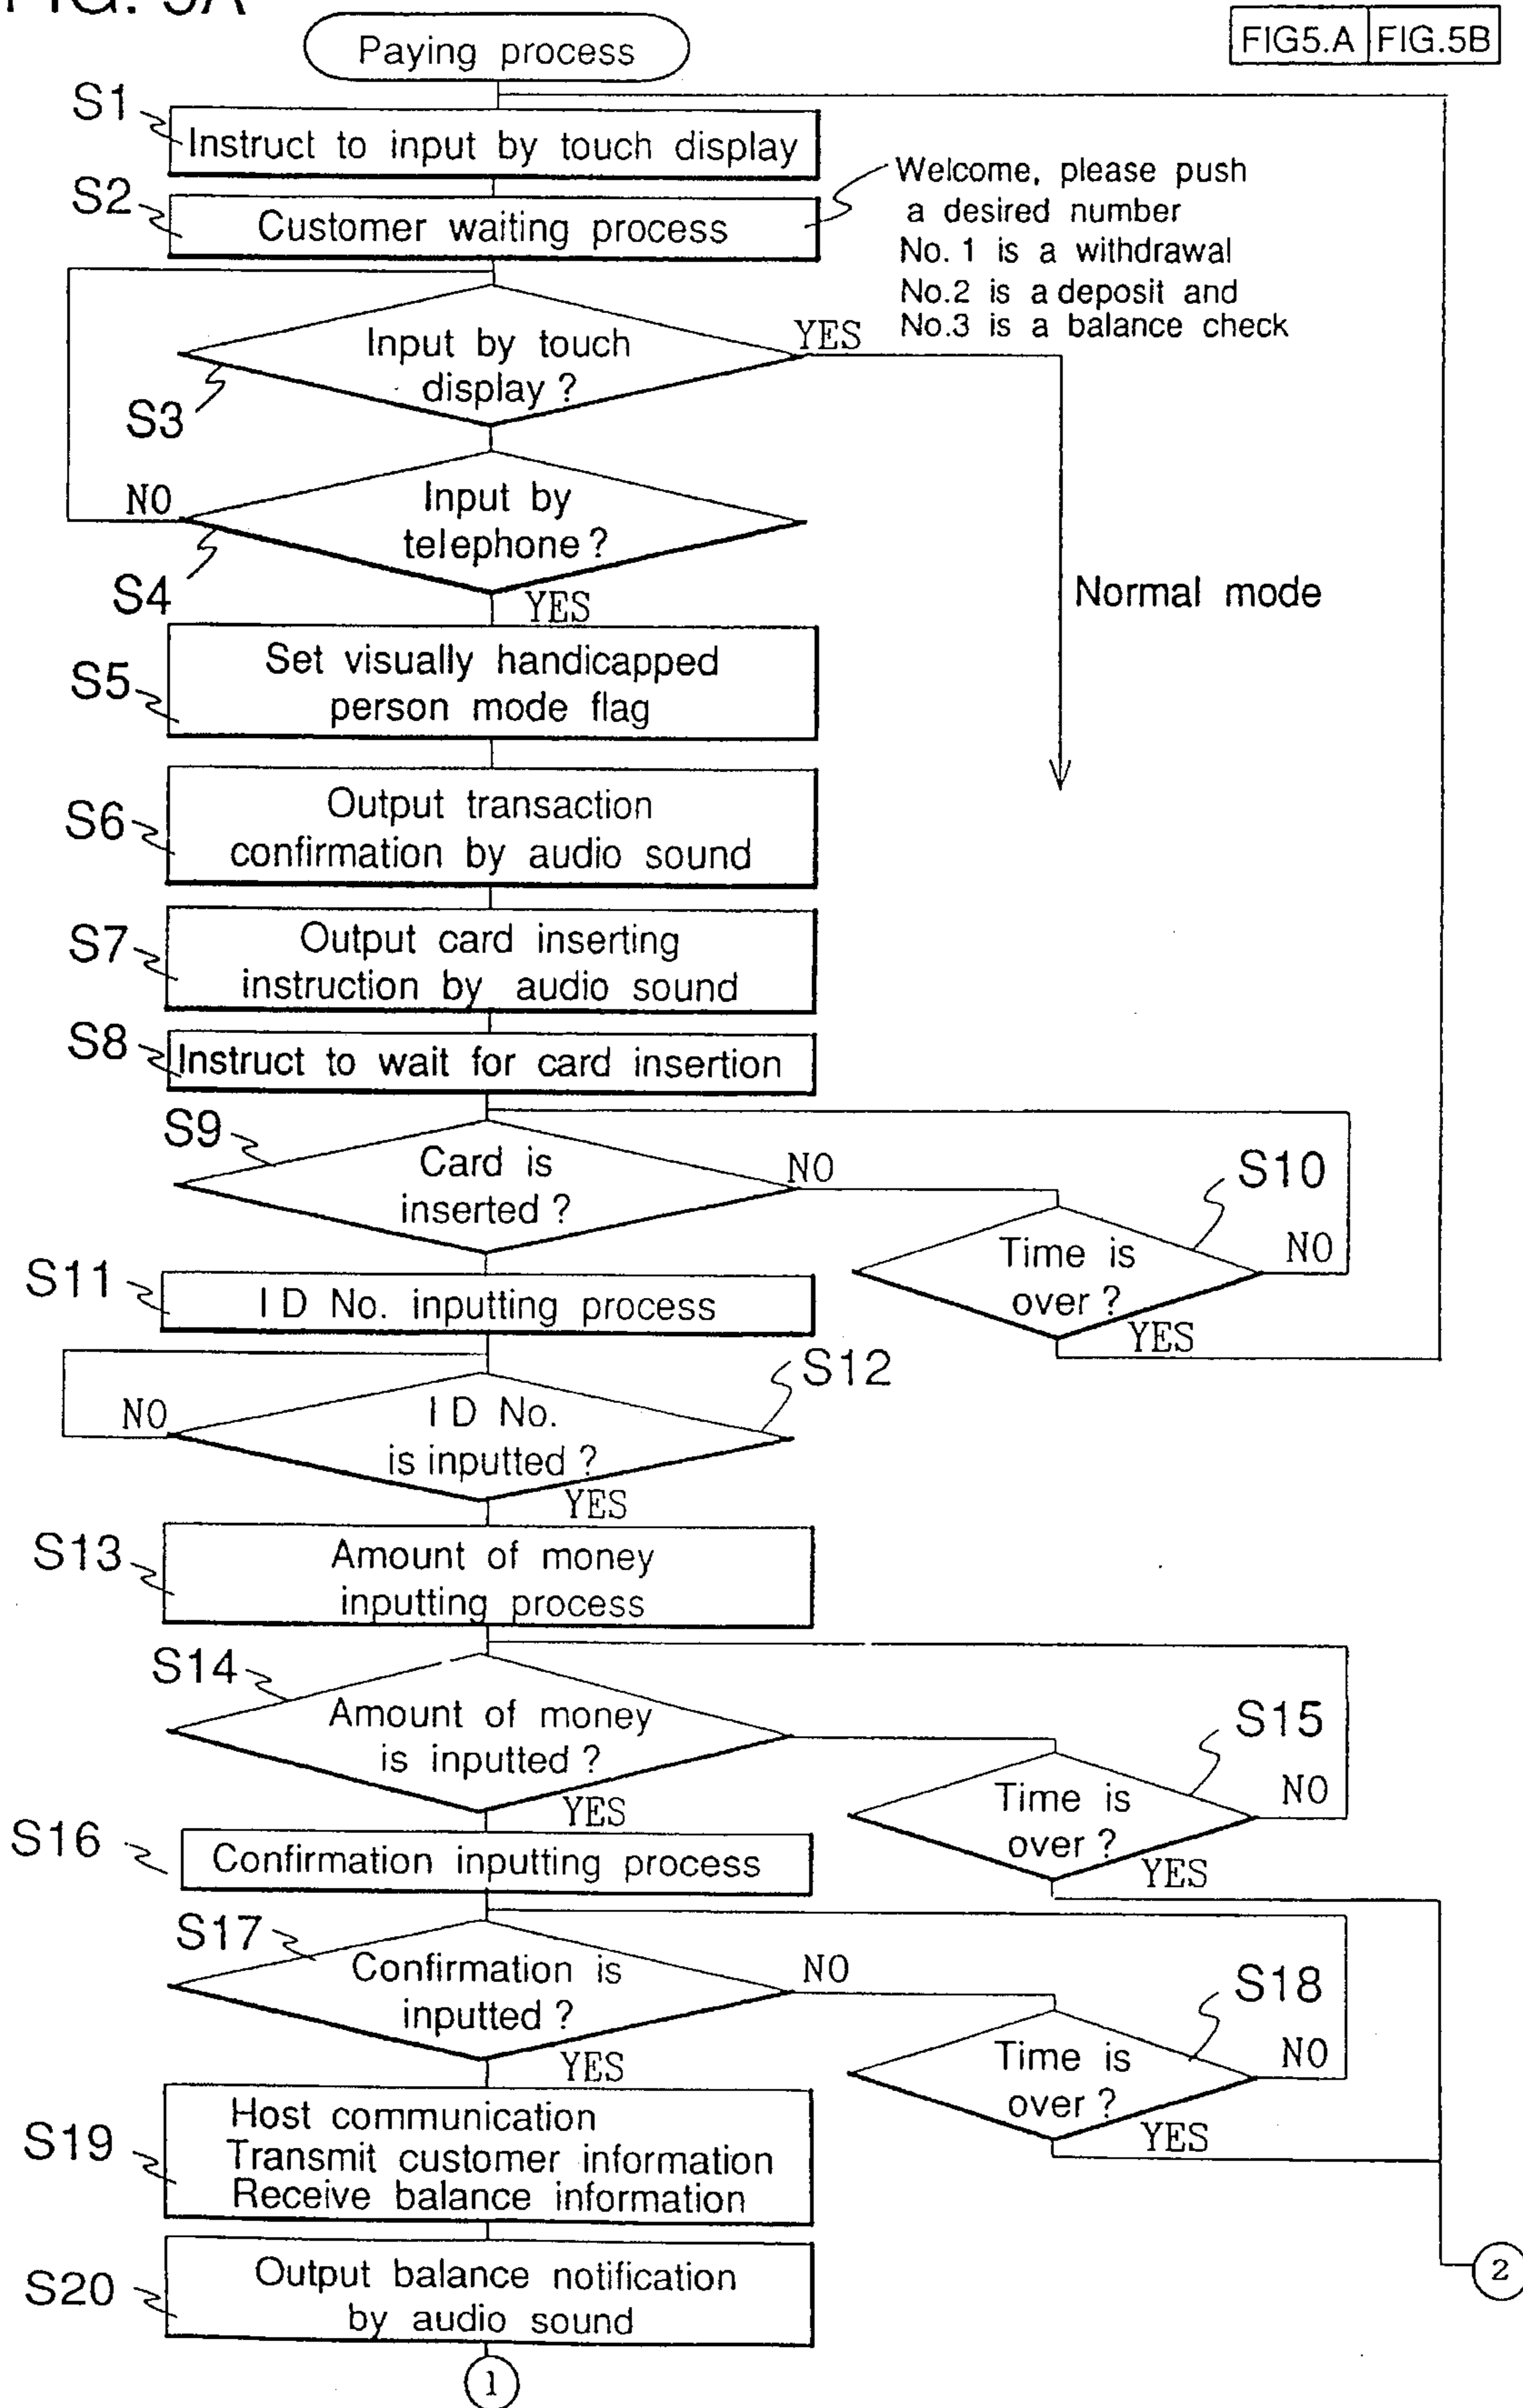 FIG. 5A
FIG5.A FIG.5B
Paying process
S1
Instruct to input by touch display
S2
Customer waiting process
Welcome, please push
a desired number
No. 1 is a withdrawal
No.2 is a deposit and
No.3 is a balance check
Input by touch
display ?
YES
S3
Input by
telephone ?
NO
S4
YES
Normal mode
S5
Set visually handicapped
person mode flag
S6
Output transaction
confirmation by audio sound
S7
Output card inserting
instruction by audio sound
S8
Instruct to wait for card insertion
S9
Card is
inserted ?
NO
S10
Time is
over ?
NO
YES
S11
I D No. inputting process
S12
NO
I D No.
is inputted ?
YES
S13
Amount of money
inputting process
S14
Amount of money
is inputted ?
YES
S15
Time is
over ?
NO
YES
S16
Confirmation inputting process
S17
Confirmation is
inputted ?
NO
YES
S18
Time is
over ?
NO
YES
S19
Host communication
Transmit customer information
Receive balance information
S20
Output balance notification
by audio sound
2
1